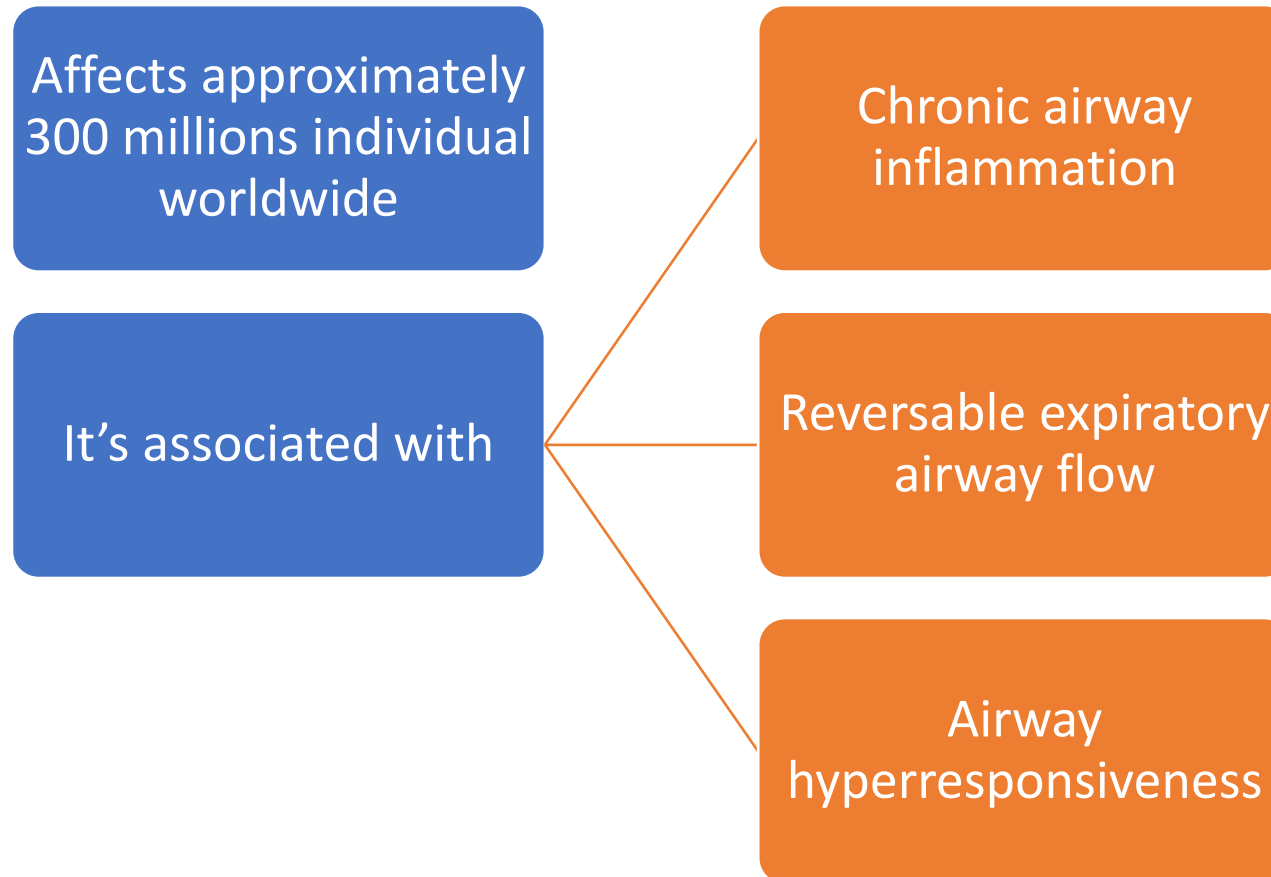 Affects approximately
300 millions individual
worldwide
It’s associated with
Chronic airway
inflammation
Reversable expiratory
airway flow
Airway
hyperresponsiveness